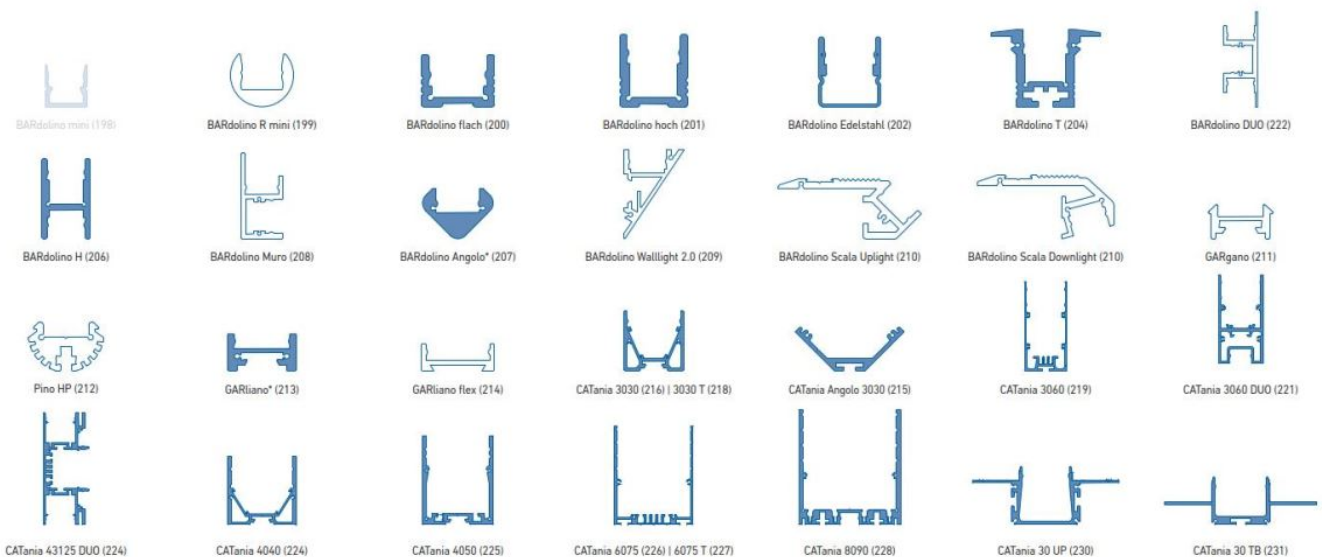 BARdolino mini (198)
BARdolino R mini (199)
BARdolino flach (200)
BARdolino hoch (201)
BARdolino Edelstahl (202)
BARdolino T (204)
BARdolino DUO (222)
BARdolino H (206)
BARdolino Muro (208)
BARdolino Angolo* (207)
BARdolino Walllight 2.0 (209)
BARdolino Scala Uplight (210)
BARdolino Scala Downlight (210)
GARgano (211)
Pino HP (212)
GARliano* (213)
GARliano flex (214)
CATania 3030 (216) | 3030 T (218)
CATania Angolo 3030 (215)
CATania 3060 (219)
CATania 3060 DUO (221)
CATania 43125 DUO (224)
CATania 4040 (224)
CATania 4050 (225)
CATania 6075 (226) | 6075 T (227)
CATania 8090 (228)
CATania 30 UP (230)
CATania 30 TB (231)